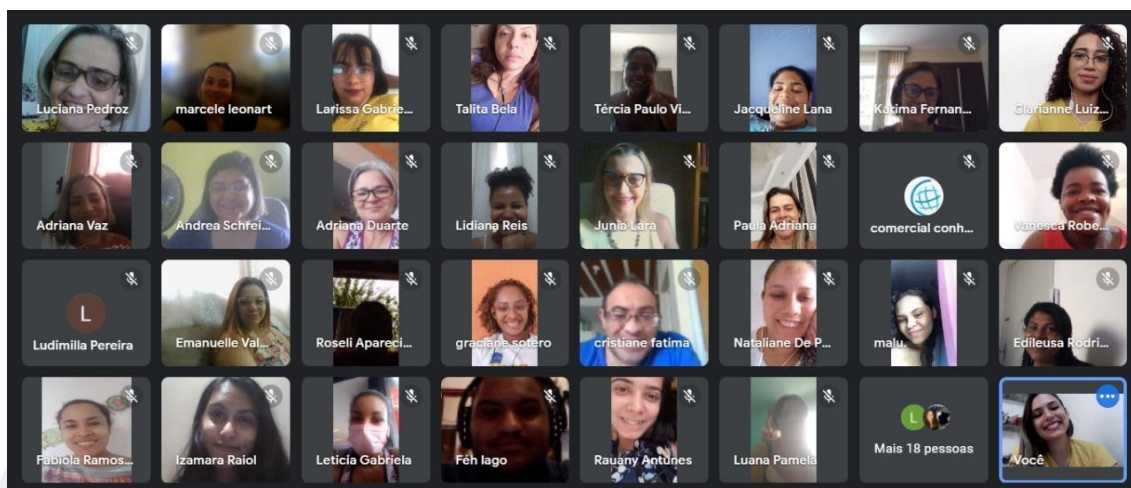 Luciana Pedroz
marcele leonart
Larissa Gabrie...
Talita Bela
Tércia Paulo Vi...
Jacqueline Lana
Karima Fernan...
Clarianne Luiz...
Adriana Vaz
Andrea Schrei...
Adriana Duarte
Lidiana Reis
Junia Lara
Paula Adriana
comercial conh...
Vanesca Robe...
L
Ludimilla Pereira
Emanuelle Val...
Roseli Apareci...
graciane sotero
cristiane fatima
Nataliane De P...
malu.
Edileusa Rodri...
Fabiola Ramos...
Izamara Raiol
Leticia Gabriela
Féh Iago
Rauany Antunes
Luana Pamela
L
Mais 18 pessoas
Você